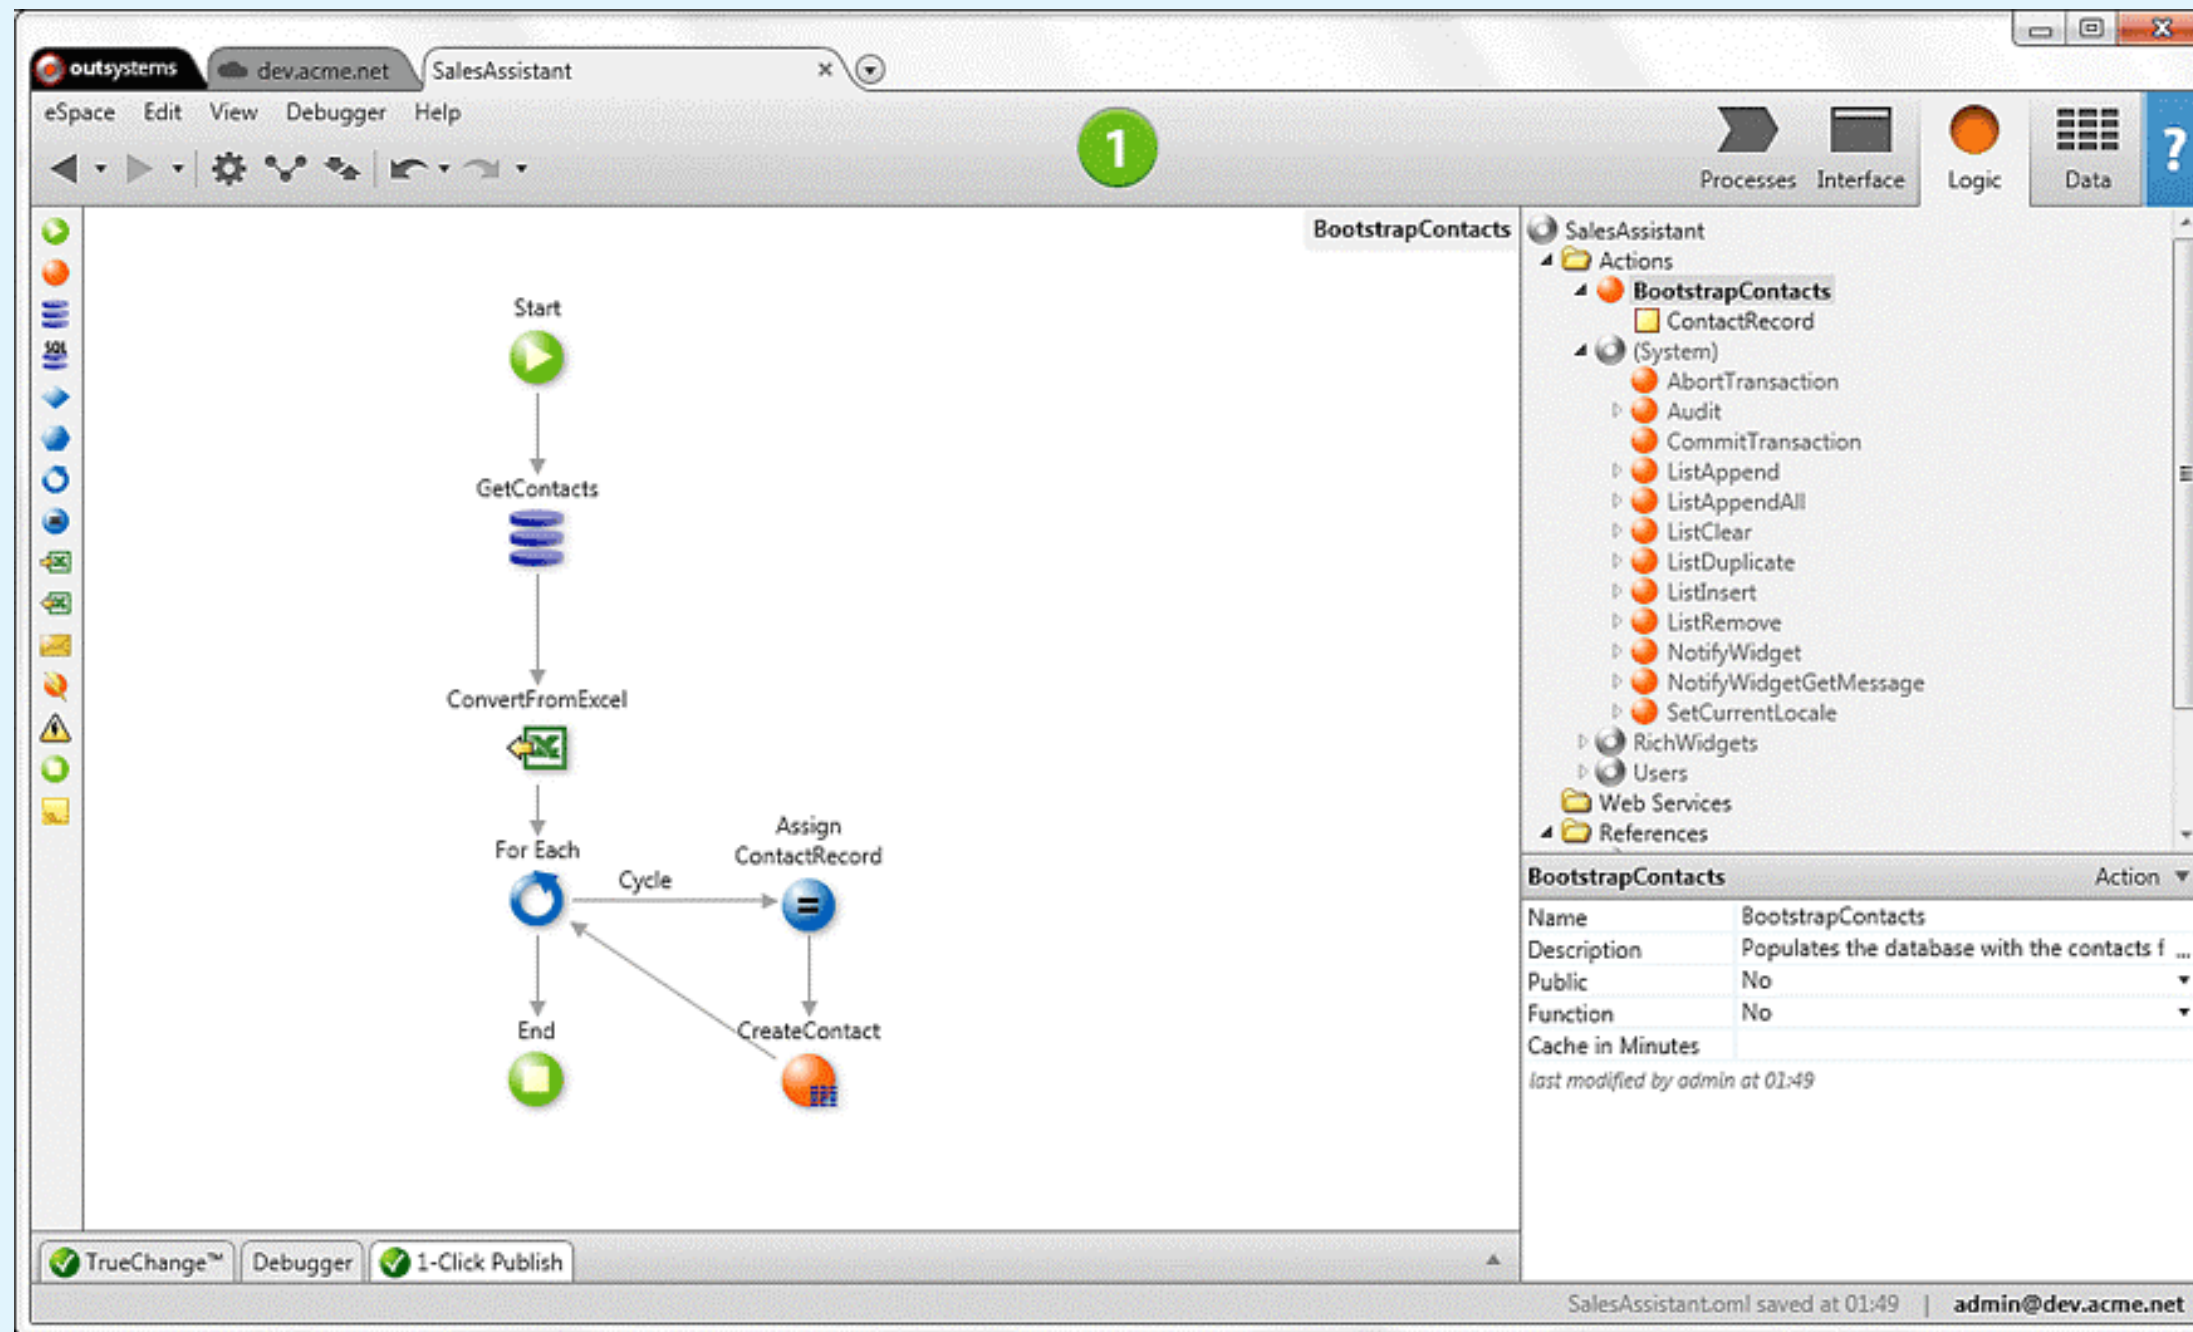 outsystems dev.acme.net SalesAssistant
eSpace Edit View Debugger Help
1
Processes Interface Logic Data
?
BootstrapContacts
Start
GetContacts
SQL
ConvertFromExcel
For Each
Cycle
Assign
ContactRecord
End
CreateContact
SalesAssistant
Actions
BootstrapContacts
ContactRecord
(System)
AbortTransaction
Audit
CommitTransaction
ListAppend
ListAppendAll
ListClear
ListDuplicate
ListInsert
ListRemove
NotifyWidget
NotifyWidgetGetMessage
SetCurrentLocale
RichWidgets
Users
Web Services
References
BootstrapContacts Action
Name BootstrapContacts
Description Populates the database with the contacts f ...
Public No
Function No
Cache in Minutes
last modified by admin at 01:49
TrueChange™ Debugger 1-Click Publish
SalesAssistant.oml saved at 01:49 | admin@dev.acme.net